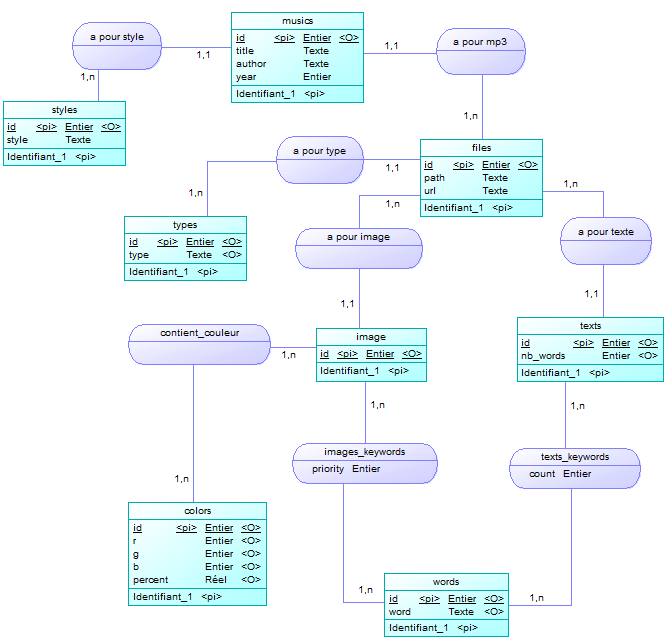 musics
id <pi> Entier <O>
title Texte
author Texte
year Entier
Identifiant_1 <pi>
a pour style
1,1
1,n
a pour mp3
1,1
1,n
styles
id <pi> Entier <O>
style Texte
Identifiant_1 <pi>
a pour type
1,1
1,n
files
id <pi> Entier <O>
path Texte
url Texte
Identifiant_1 <pi>
1,n
1,n
types
id <pi> Entier <O>
type Texte <O>
Identifiant_1 <pi>
a pour image
1,1
a pour texte
1,1
contient_couleur
1,n
1,n
image
id <pi> Entier <O>
Identifiant_1 <pi>
1,n
texts
id <pi> Entier <O>
nb_words Entier <O>
Identifiant_1 <pi>
1,n
images_keywords
priority Entier
1,n
texts_keywords
count Entier
1,n
colors
id <pi> Entier <O>
r Entier <O>
g Entier <O>
b Entier <O>
percent Réel <O>
Identifiant_1 <pi>
words
id <pi> Entier <O>
word Texte <O>
Identifiant_1 <pi>